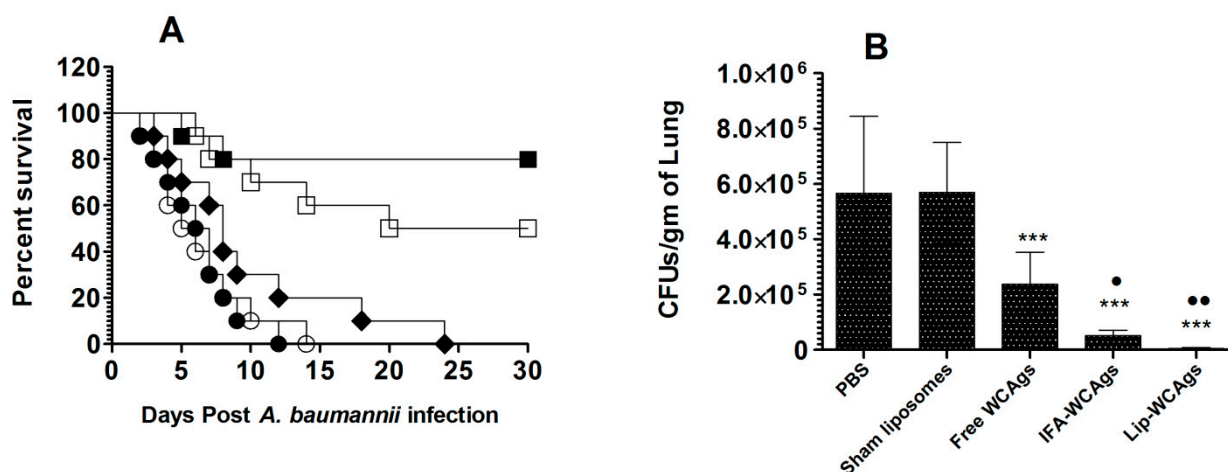 A
120
100
80
60
40
20
0
Percent survival
0 5 10 15 20 25 30
Days Post A. baumannii infection
B
1.0×10⁶
8.0×10⁵
6.0×10⁵
4.0×10⁵
2.0×10⁵
0
CFUs/gm of Lung
***
***
***
PBS
Sham liposomes
Free WCAgs
IFA-WCAgs
Lip-WCAgs